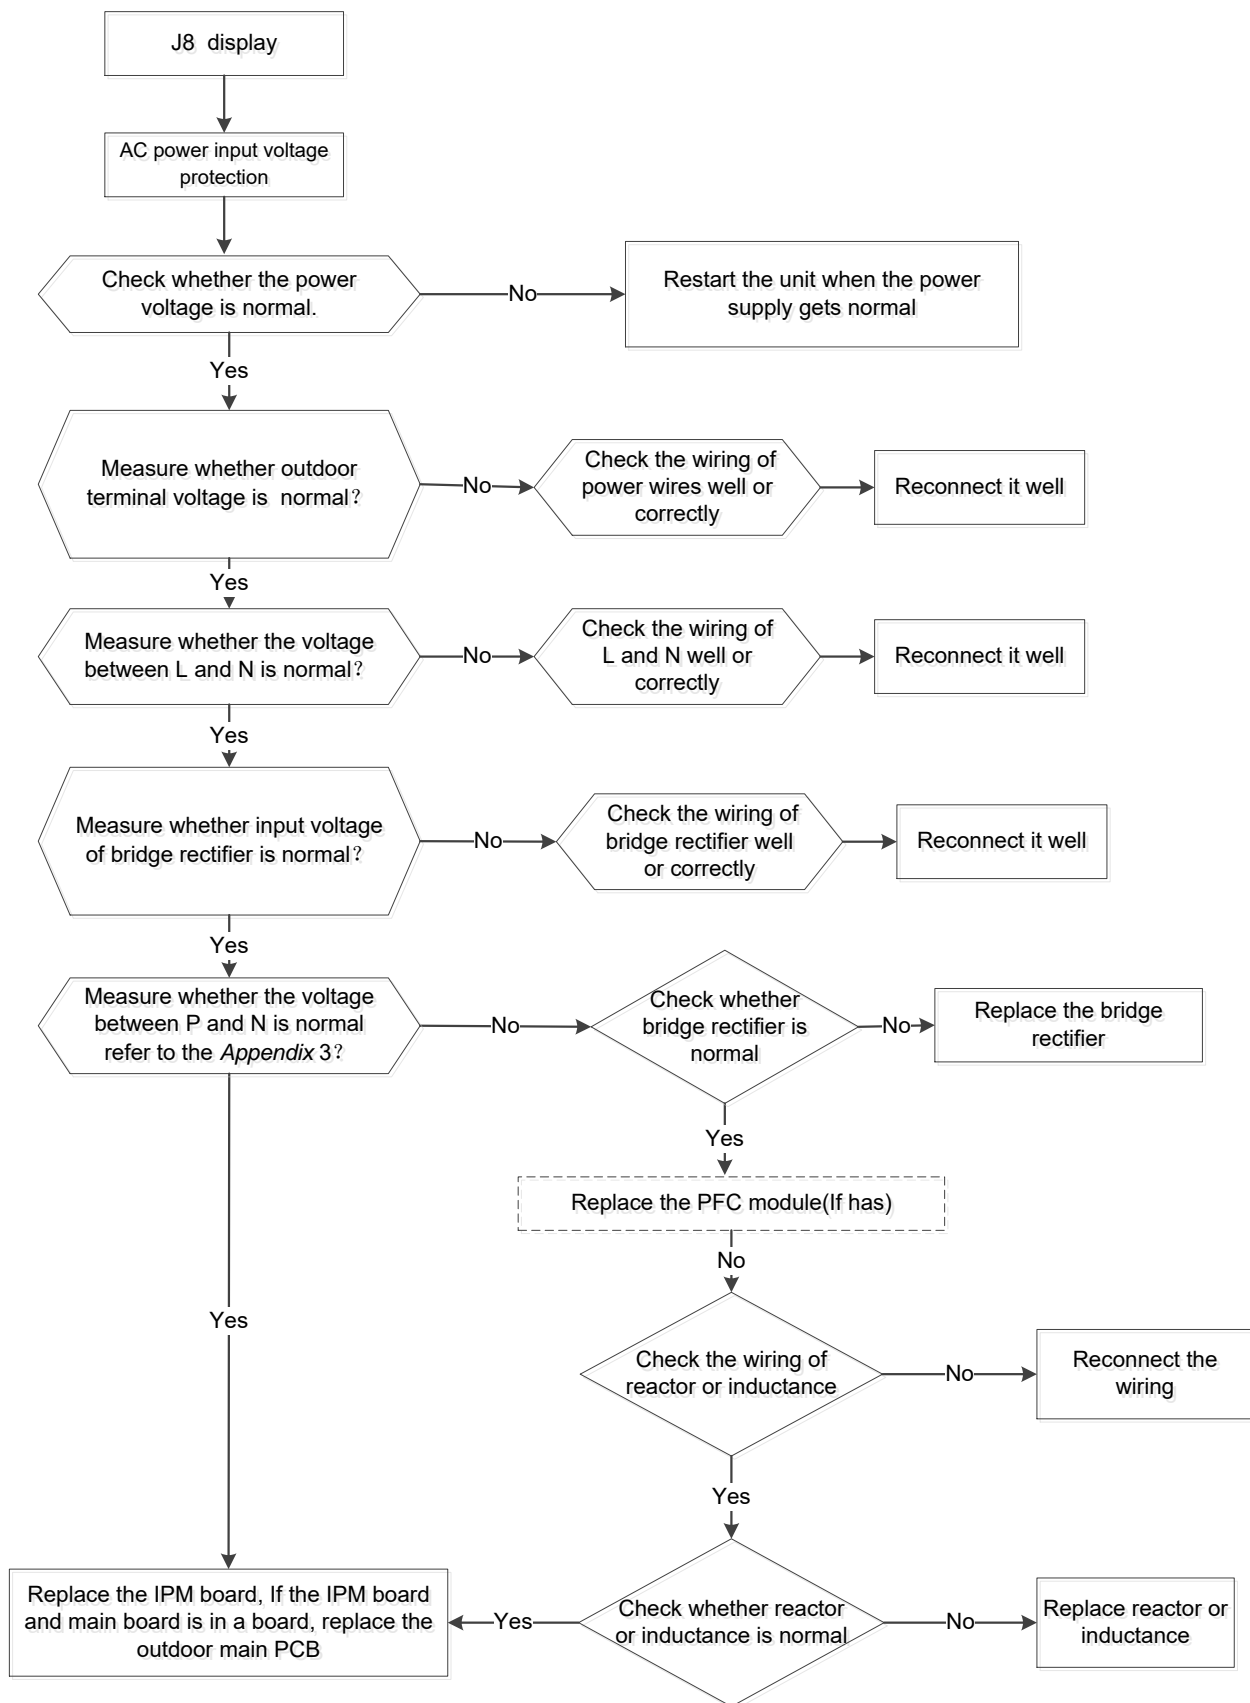 J8 display
AC power input voltage
protection
Check whether the power
voltage is normal.
No
Restart the unit when the power
supply gets normal
Yes
Measure whether outdoor
terminal voltage is normal?
No
Check the wiring of
power wires well or
correctly
Reconnect it well
Yes
Measure whether the voltage
between L and N is normal?
No
Check the wiring of
L and N well or
correctly
Reconnect it well
Yes
Measure whether input voltage
of bridge rectifier is normal?
No
Check the wiring of
bridge rectifier well
or correctly
Reconnect it well
Yes
Measure whether the voltage
between P and N is normal
refer to the Appendix 3?
No
Check whether
bridge rectifier is
normal
No
Replace the bridge
rectifier
Yes
Replace the PFC module(If has)
No
Yes
Check the wiring of
reactor or inductance
No
Reconnect the
wiring
Yes
Replace the IPM board, If the IPM board
and main board is in a board, replace the
outdoor main PCB
Yes
Check whether reactor
or inductance is normal
No
Replace reactor or
inductance